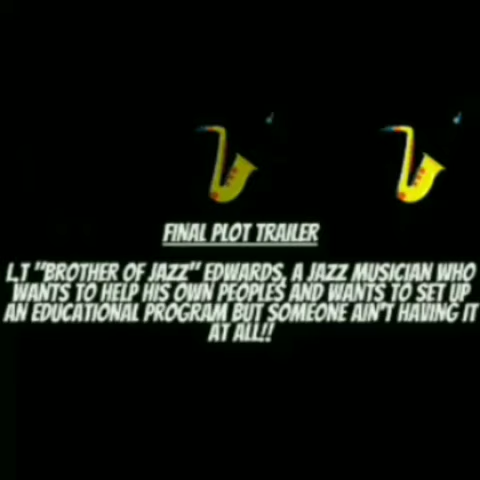 FINAL PLOT TRAILER
L.T "BROTHER OF JAZZ" EDWARDS, A JAZZ MUSICIAN WHO
WANTS TO HELP HIS OWN PEOPLES AND WANTS TO SET UP
AN EDUCATIONAL PROGRAM BUT SOMEONE AIN'T HAVING IT
AT ALL!!